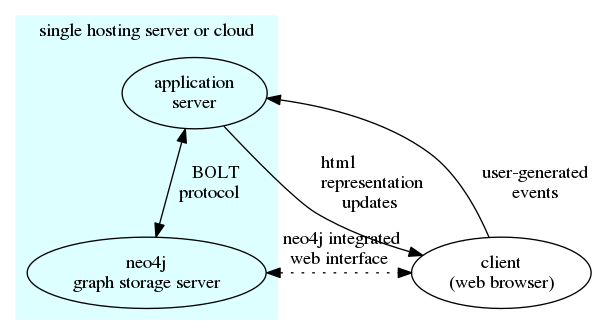 single hosting server or cloud
application
server
BOLT
protocol
html
representation
updates
user-generated
events
neo4j integrated
web interface
neo4j
graph storage server
client
(web browser)